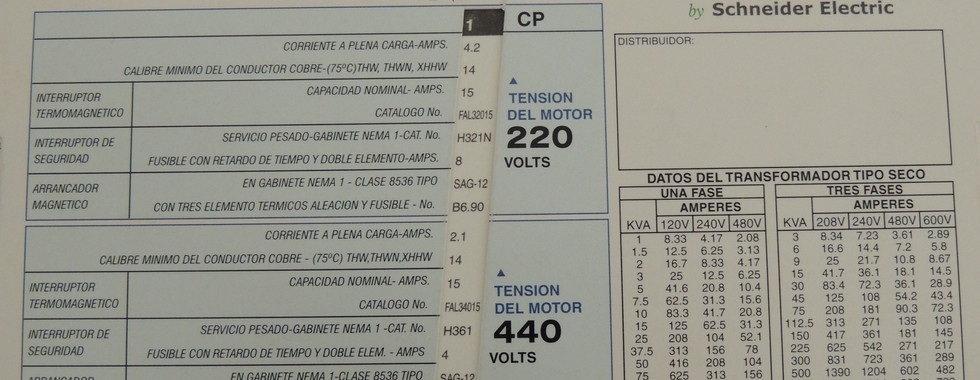 1 CP
by Schneider Electric
CORRIENTE A PLENA CARGA-AMPS. 4.2
CALIBRE MINIMO DEL CONDUCTOR COBRE-(75ºC)THW, THWN, XHHW 14
INTERRUPTOR TERMOMAGNETICO
CAPACIDAD NOMINAL- AMPS. 15
CATALOGO No. FAL32015
INTERRUPTOR DE SEGURIDAD
SERVICIO PESADO-GABINETE NEMA 1-CAT. No. H321N
FUSIBLE CON RETARDO DE TIEMPO Y DOBLE ELEMENTO-AMPS. 8
ARRANCADOR MAGNETICO
EN GABINETE NEMA 1 - CLASE 8536 TIPO SAG-12
CON TRES ELEMENTO TERMICOS ALEACION Y FUSIBLE - No. B6.90
TENSION
DEL MOTOR
220
VOLTS
CORRIENTE A PLENA CARGA-AMPS. 2.1
CALIBRE MINIMO DEL CONDUCTOR COBRE - (75ºC) THW,THWN,XHHW 14
INTERRUPTOR TERMOMAGNETICO
CAPACIDAD NOMINAL- AMPS. 15
CATALOGO No. FAL34015
INTERRUPTOR DE SEGURIDAD
SERVICIO PESADO-GABINETE NEMA 1 -CAT. No. H361
FUSIBLE CON RETARDO DE TIEMPO Y DOBLE ELEM. - AMPS 4
ARRANCADOR
EN GABINETE NEMA 1-CLASE 8536 TIPO SAG-12
TENSION
DEL MOTOR
440
VOLTS
DISTRIBUIDOR:
DATOS DEL TRANSFORMADOR TIPO SECO
UNA FASE
AMPERES
KVA 120V 240V 480V
1 8.33 4.17 2.08
1.5 12.5 6.25 3.13
2 16.7 8.33 4.17
3 25 12.5 6.25
5 41.6 20.8 10.4
7.5 62.5 31.3 15.6
10 83.3 41.7 20.8
15 125 62.5 31.3
25 208 104 52.1
37.5 313 156 78
50 416 208 104
75 625 313 156
TRES FASES
AMPERES
KVA 208V 240V 480V 600V
3 8.34 7.23 3.61 2.89
6 16.6 14.4 7.2 5.8
9 25 21.7 10.8 8.67
15 41.7 36.1 18.1 14.5
30 83.4 72.3 36.1 28.9
45 125 108 54.2 43.4
75 208 181 90.3 72.3
112.5 313 271 135 108
150 417 361 181 145
225 625 542 271 217
300 831 723 361 289
500 1390 1204 602 482